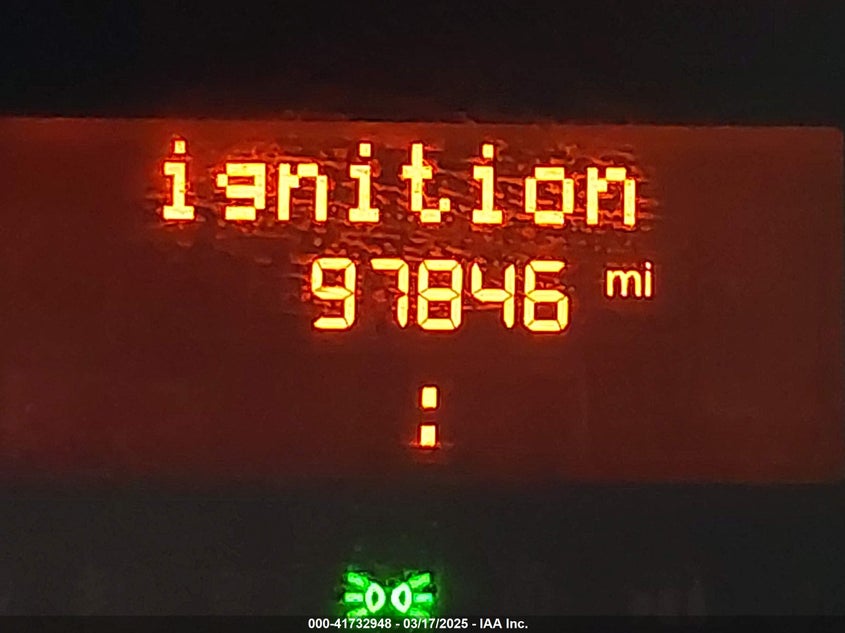 ignition
97846 mi
:
000-41732948 - 03/17/2025 - IAA Inc.